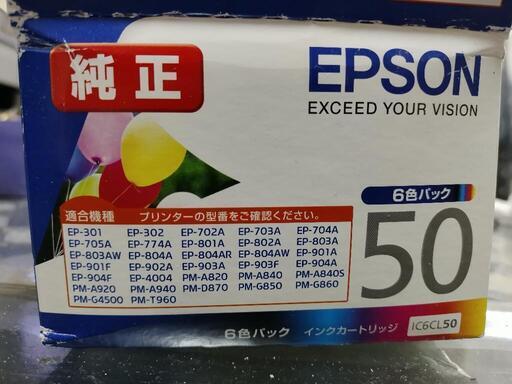 純正
EPSON
EXCEED YOUR VISION
6色パック
50
適合機種 プリンターの型番をご確認ください。
EP-301 EP-302 EP-702A EP-703A EP-704A
EP-705A EP-774A EP-801A EP-802A EP-803A
EP-803AW EP-804A EP-804AR EP-804AW EP-901A
EP-901F EP-902A EP-903A EP-903F EP-904A
EP-904F EP-4004 PM-A820 PM-A840 PM-A840S
PM-A920 PM-A940 PM-D870 PM-G850 PM-G860
PM-G4500 PM-T960
6色パック インクカートリッジ IC6CL50